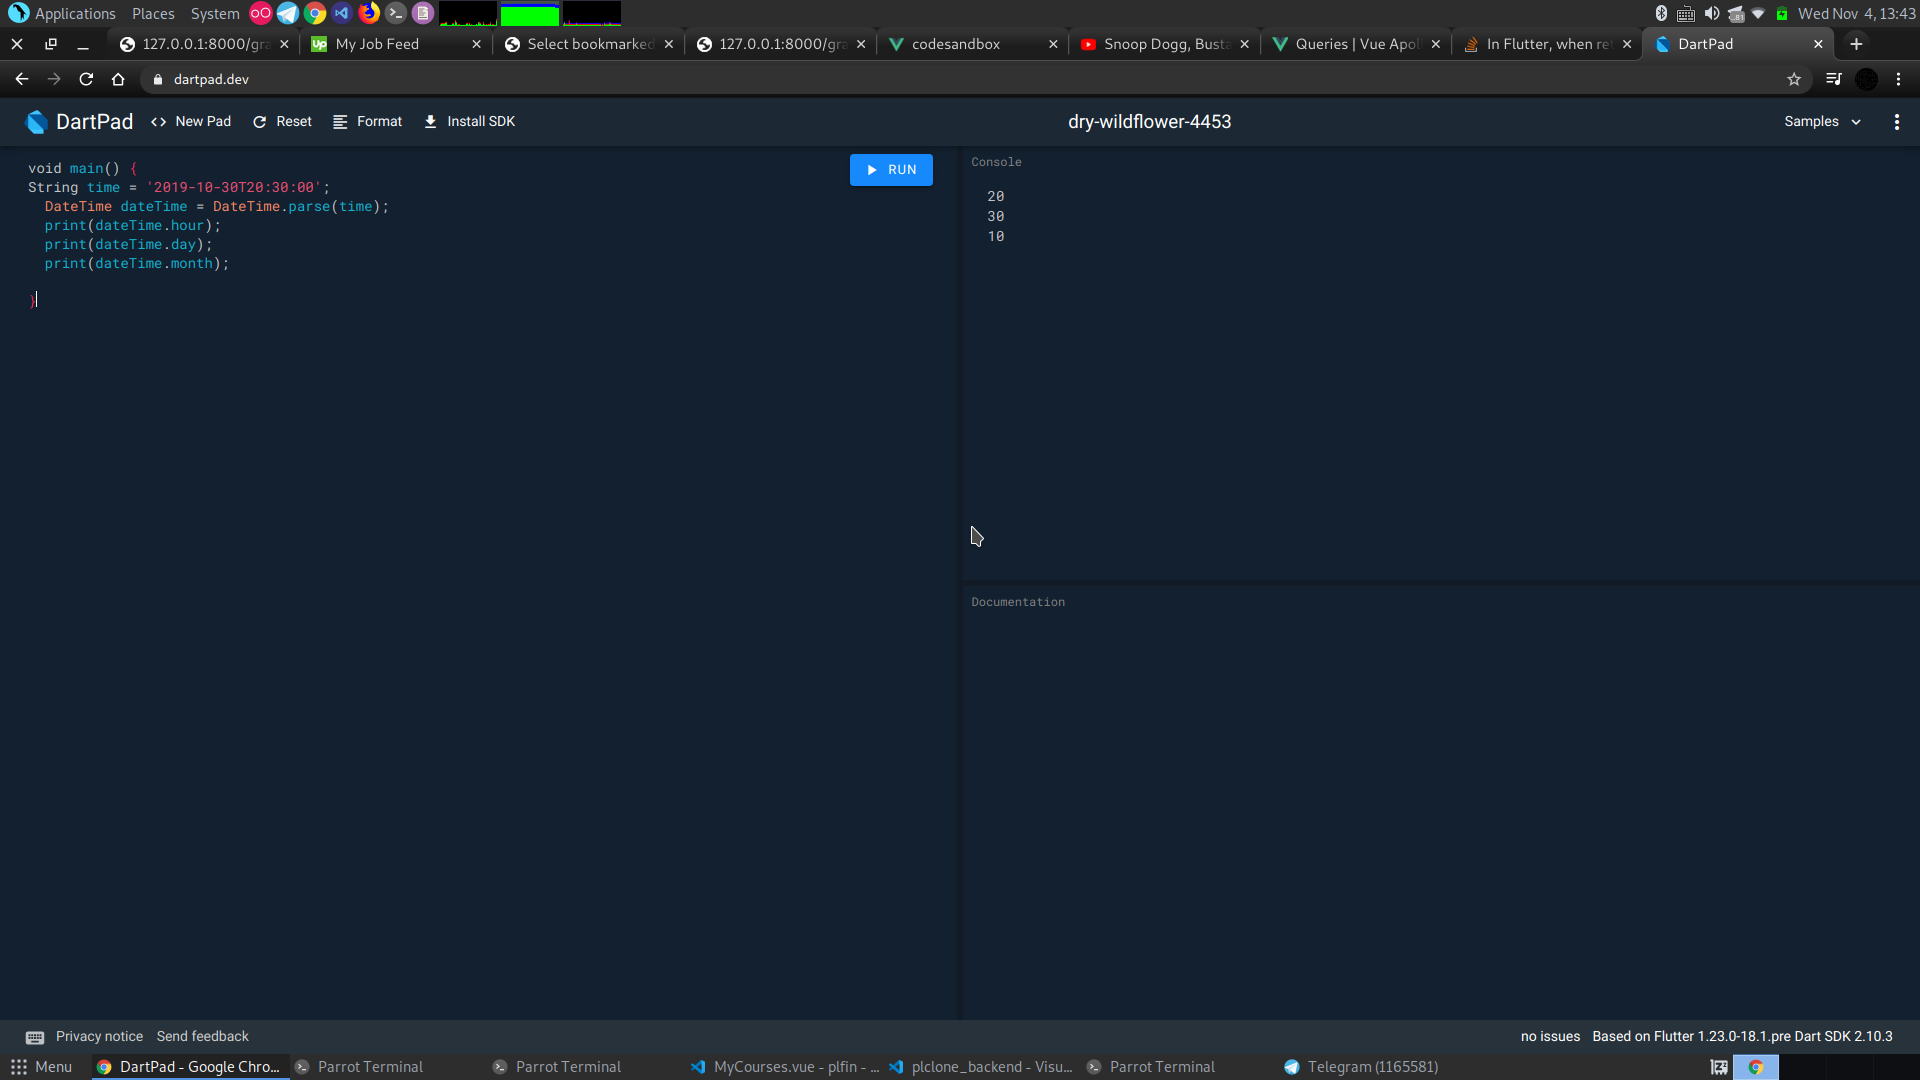 Applications Places System
.81 Wed Nov 4, 13:43
127.0.0.1:8000/gra
Up My Job Feed
Select bookmarked
127.0.0.1:8000/gra
codesandbox
Snoop Dogg, Busta
Queries | Vue Apol
In Flutter, when ret
DartPad
dartpad.dev
DartPad <> New Pad Reset Format Install SDK
dry-wildflower-4453
Samples
void main() {
String time = '2019-10-30T20:30:00';
DateTime dateTime = DateTime.parse(time);
print(dateTime.hour);
print(dateTime.day);
print(dateTime.month);
}
RUN
Console
20
30
10
Documentation
Privacy notice Send feedback
no issues Based on Flutter 1.23.0-18.1.pre Dart SDK 2.10.3
Menu DartPad - Google Chro... Parrot Terminal Parrot Terminal MyCourses.vue - plfin - ... plclone_backend - Visu... Parrot Terminal Telegram (1165581)